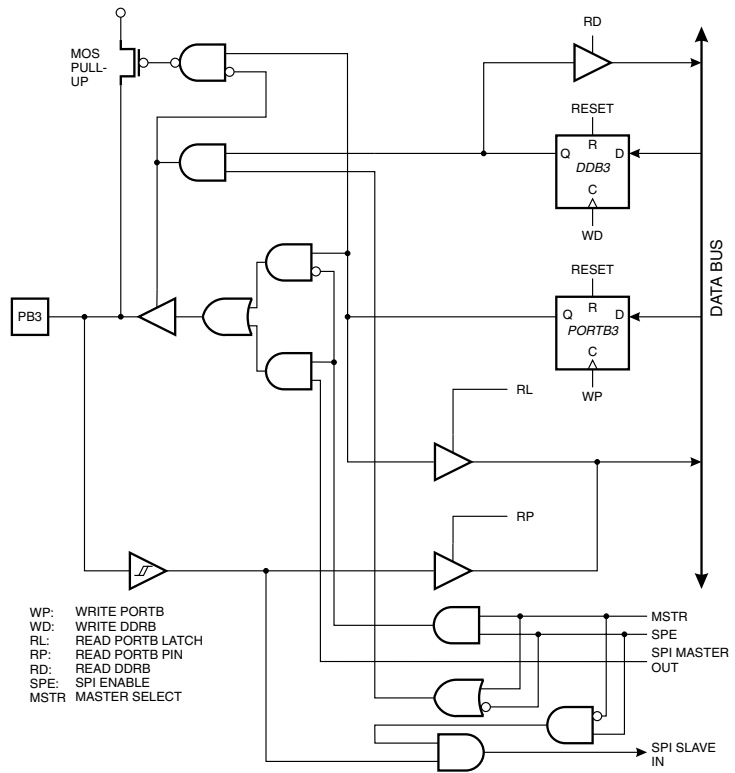 RD
MOS
PULL-
UP
RESET
R
Q
D
DDB3
C
WD
DATA BUS
RESET
R
Q
D
PB3
PORTB3
C
WP
RL
RP
WP: WRITE PORTB
WD: WRITE DDRB
RL: READ PORTB LATCH
RP: READ PORTB PIN
RD: READ DDRB
SPE: SPI ENABLE
MSTR MASTER SELECT
MSTR
SPE
SPI MASTER
OUT
SPI SLAVE
IN